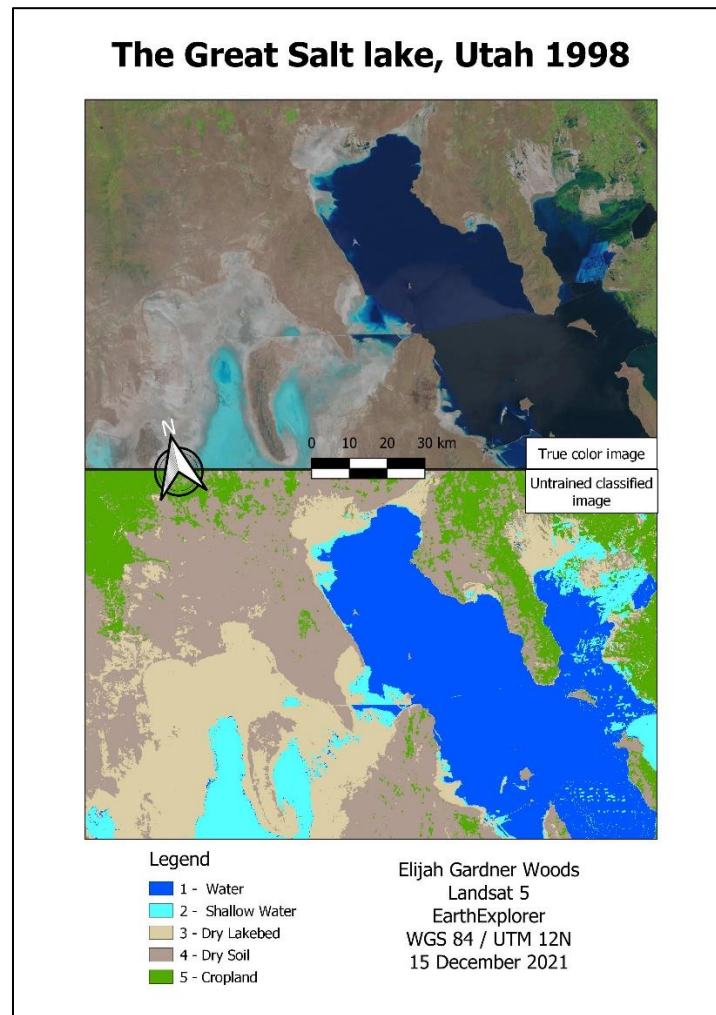 The Great Salt lake, Utah 1998
N
0 10 20 30 km
True color image
Untrained classified
image
Legend
1 - Water
2 - Shallow Water
3 - Dry Lakebed
4 - Dry Soil
5 - Cropland
Elijah Gardner Woods
Landsat 5
EarthExplorer
WGS 84 / UTM 12N
15 December 2021